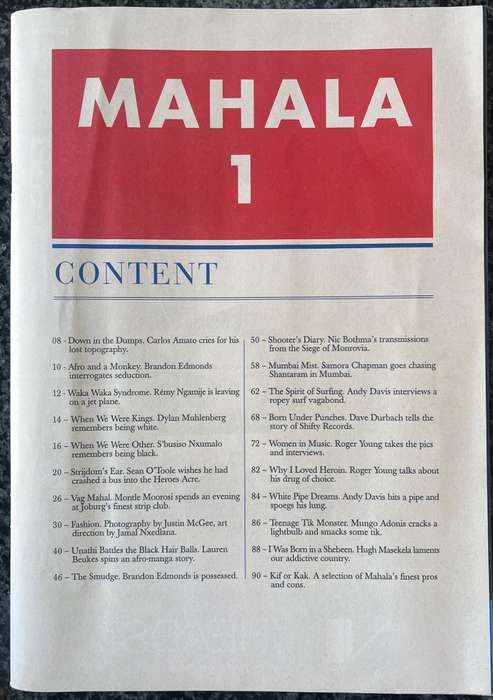 MAHALA
1
CONTENT
08 - Down in the Dumps. Carlos Amato cries for his
lost topography.
10 - Afro and a Monkey. Brandon Edmonds
interrogates seduction.
12 - Waka Waka Syndrome. Rémy Ngamije is leaving
on a jet plane.
14 – When We Were Kings. Dylan Muhlenberg
remembers being white.
16 – When We Were Other. S'busiso Nxumalo
remembers being black.
20 – Strijdom's Ear. Sean O'Toole wishes he had
crashed a bus into the Heroes Acre.
26 – Vag Mahal. Montle Moorosi spends an evening
at Joburg's finest strip club.
30 – Fashion. Photography by Justin McGee, art
direction by Jamal Nxedlana.
40 – Unathi Battles the Black Hair Balls. Lauren
Beukes spins an afro-manga story.
46 – The Smudge. Brandon Edmonds is possessed.
50 – Shooter's Diary. Nic Bothma's transmissions
from the Siege of Monrovia.
58 – Mumbai Mist. Samora Chapman goes chasing
Shantaram in Mumbai.
62 – The Spirit of Surfing. Andy Davis interviews a
ropey surf vagabond.
68 – Born Under Punches. Dave Durbach tells the
story of Shifty Records.
72 – Women in Music. Roger Young takes the pics
and interviews.
82 – Why I Loved Heroin. Roger Young talks about
his drug of choice.
84 – White Pipe Dreams. Andy Davis hits a pipe and
spoegs his lung.
86 – Teenage Tik Monster. Mungo Adonis cracks a
lightbulb and smacks some tik.
88 – I Was Born in a Shebeen. Hugh Masekela laments
our addictive country.
90 – Kif or Kak. A selection of Mahala's finest pros
and cons.